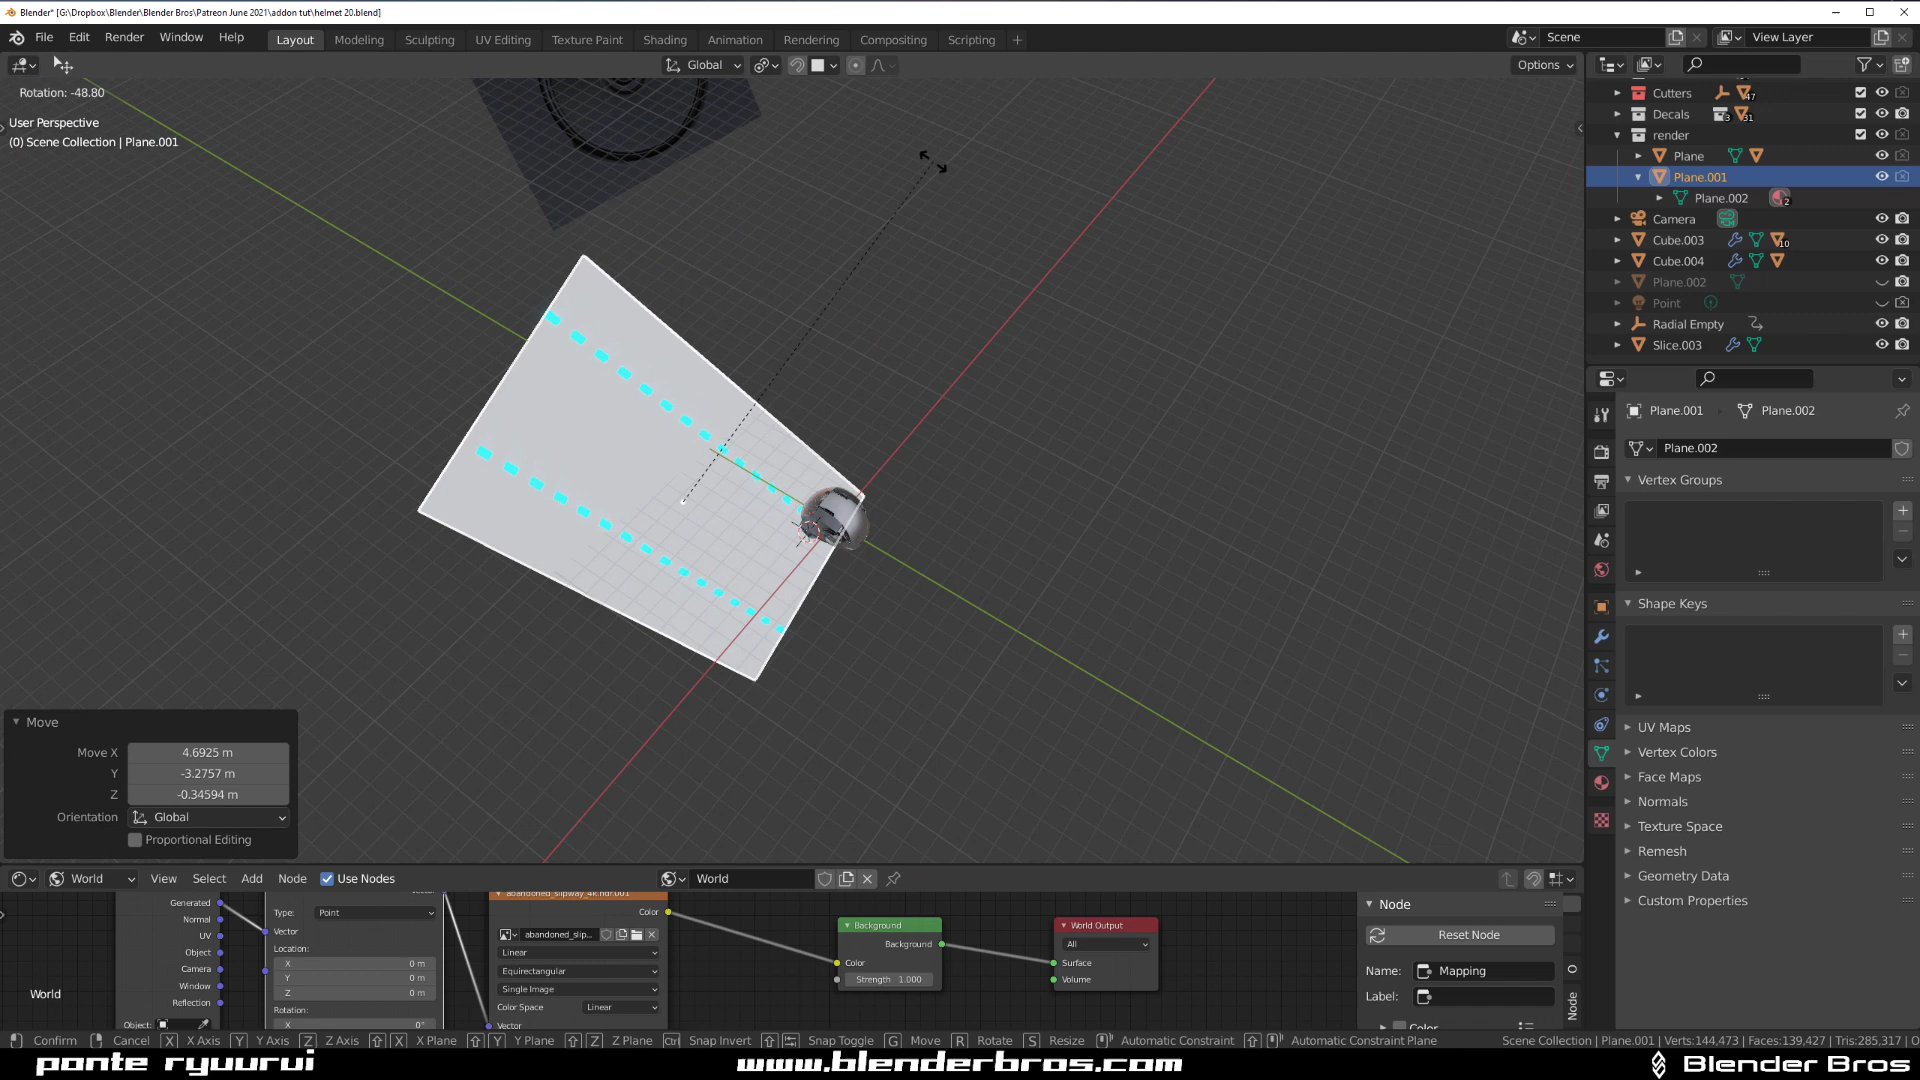 Blender* [G:\Dropbox\Blender\Blender Bros\Patreon June 2021\addon tut\helmet 20.blend]
File Edit Render Window Help Layout Modeling Sculpting UV Editing Texture Paint Shading Animation Rendering Compositing Scripting + Scene View Layer
Global Options
Rotation: -48.80
User Perspective
(0) Scene Collection | Plane.001
Cutters 47
Decals 3 31
render
Plane
Plane.001
Plane.002 2
Camera
Cube.003 10
Cube.004
Plane.002
Point
Radial Empty
Slice.003
Plane.001 Plane.002
Plane.002
Vertex Groups
Shape Keys
UV Maps
Vertex Colors
Face Maps
Normals
Texture Space
Remesh
Geometry Data
Custom Properties
Move
Move X 4.6925 m
Y -3.2757 m
Z -0.34594 m
Orientation Global
Proportional Editing
World View Select Add Node Use Nodes World
Generated
Normal
UV
Object
Camera
Window
Reflection
Object:
World
Type: Point
Vector
Location:
X 0 m
Y 0 m
Z 0 m
Rotation:
X 0°
abandoned_slipway_4k.hdr.001
Color
abandoned_slip...
Linear
Equirectangular
Single Image
Color Space Linear
Vector
Background
Background
Color
Strength 1.000
World Output
All
Surface
Volume
Node
Reset Node
Name: Mapping
Label:
Color
Node
Confirm Cancel X X Axis Y Y Axis Z Z Axis X X Plane Y Y Plane Z Z Plane Ctrl Snap Invert Snap Toggle G Move R Rotate S Resize Automatic Constraint Automatic Constraint Plane Scene Collection | Plane.001 | Verts:144,473 | Faces:139,427 | Tris:285,317 | O
ponte ryuurui www.blenderbros.com Blender Bros